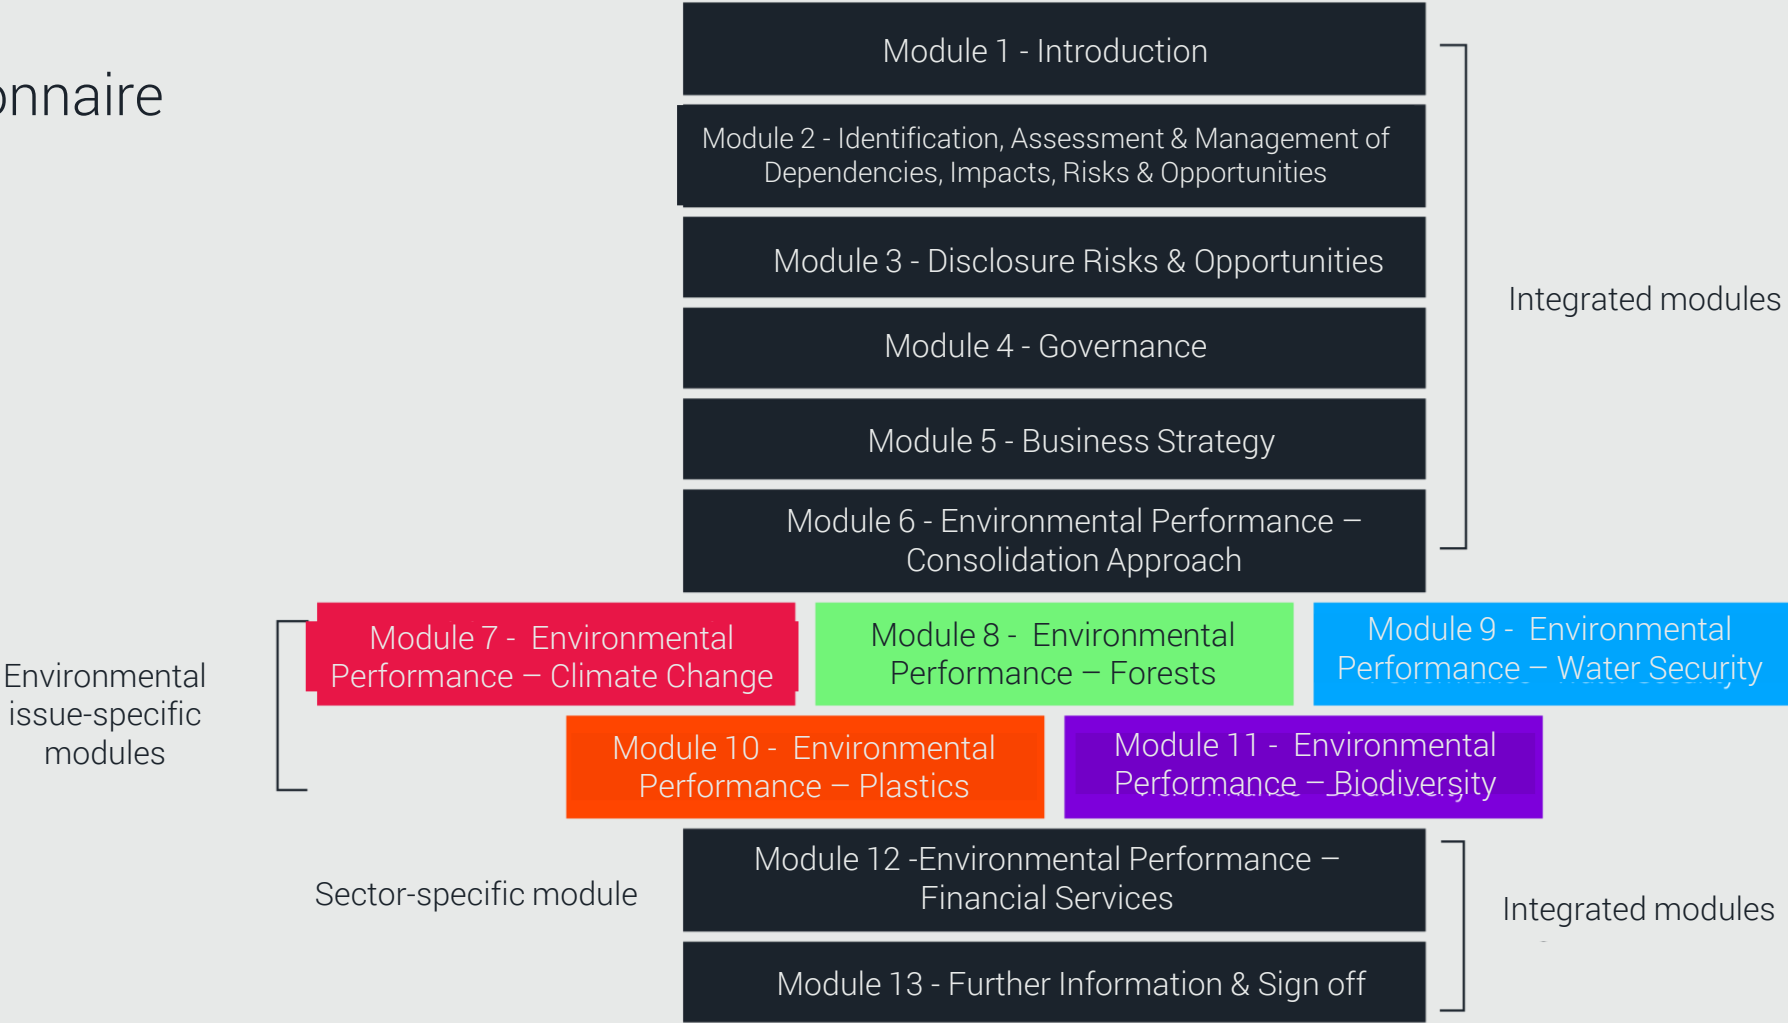 onnaire
Module 1 - Introduction
Module 2 - Identification, Assessment & Management of
Dependencies, Impacts, Risks & Opportunities
Module 3 - Disclosure Risks & Opportunities
Module 4 - Governance
Module 5 - Business Strategy
Module 6 - Environmental Performance –
Consolidation Approach
Integrated modules
Environmental
issue-specific
modules
Module 7 - Environmental
Performance – Climate Change
Module 8 - Environmental
Performance – Forests
Module 9 - Environmental
Performance – Water Security
Module 10 - Environmental
Performance – Plastics
Module 11 - Environmental
Performance – Biodiversity
Sector-specific module
Module 12 -Environmental Performance –
Financial Services
Module 13 - Further Information & Sign off
Integrated modules